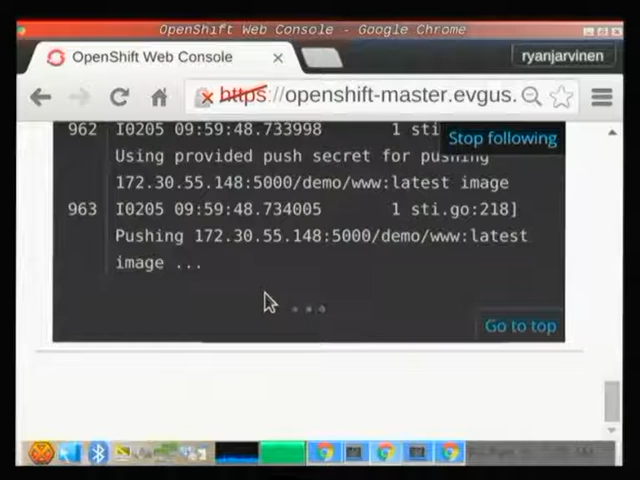 OpenShift Web Console - Google Chrome
OpenShift Web Console ×
ryanjarvinen
https://openshift-master.evgus.
962 I0205 09:59:48.733998 1 sti.
Stop following
Using provided push secret for pushing
172.30.55.148:5000/demo/www:latest image
963 I0205 09:59:48.734005 1 sti.go:218]
Pushing 172.30.55.148:5000/demo/www:latest
image ...
Go to top